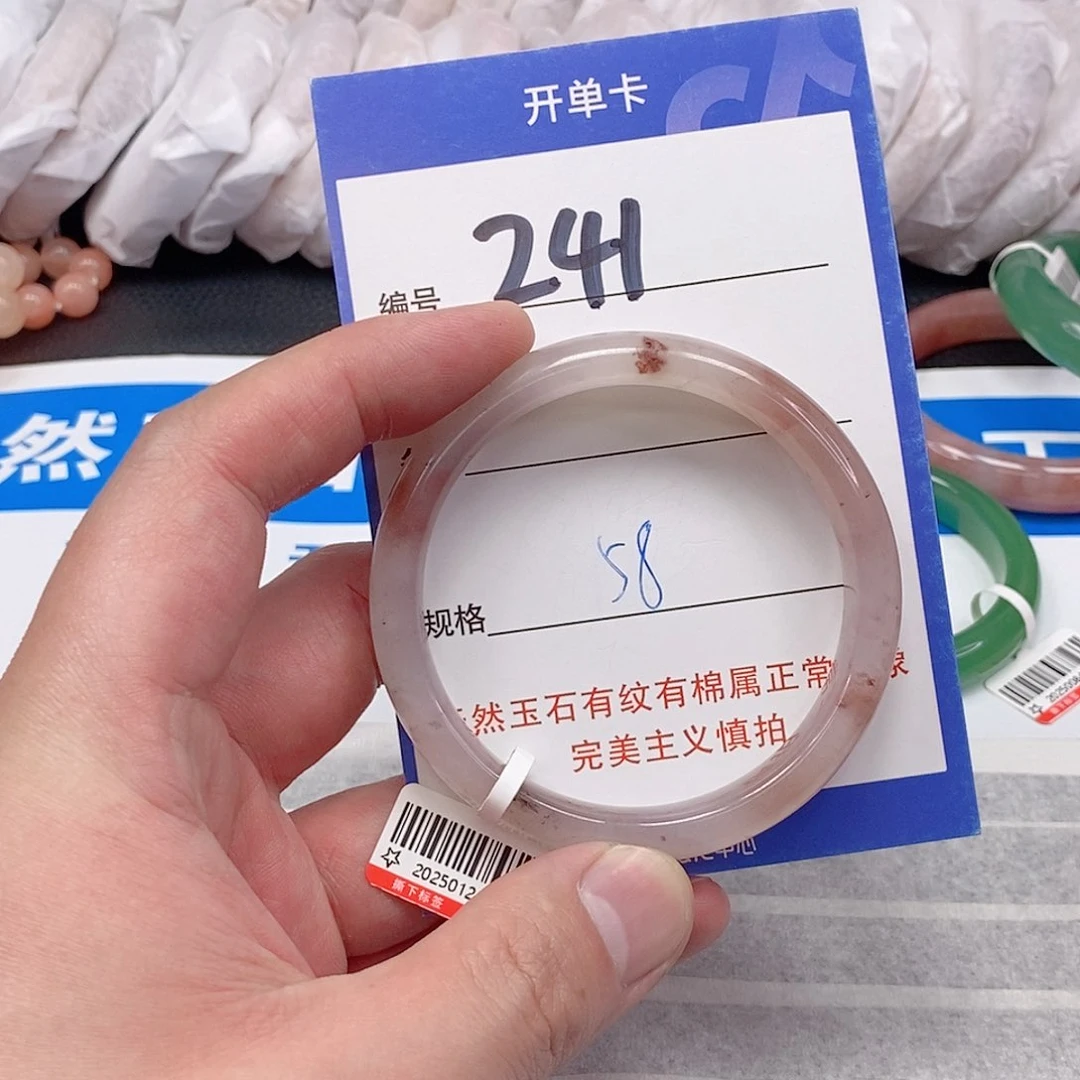 开单卡
编号 241
规格 58
然玉石有纹有棉属正常
完美主义慎拍
然
2025012
撕下标签